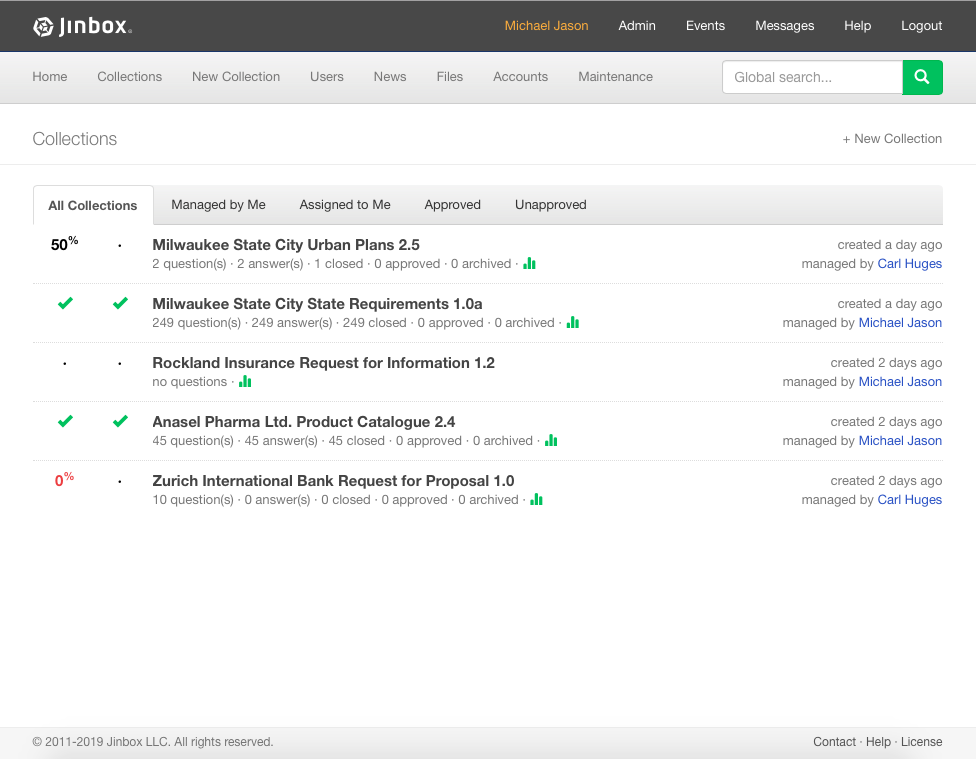 Jinbox.
Michael Jason Admin Events Messages Help Logout
Home Collections New Collection Users News Files Accounts Maintenance Global search...
Collections + New Collection
All Collections Managed by Me Assigned to Me Approved Unapproved
50% · Milwaukee State City Urban Plans 2.5 created a day ago
2 question(s) · 2 answer(s) · 1 closed · 0 approved · 0 archived · managed by Carl Huges
Milwaukee State City State Requirements 1.0a created a day ago
249 question(s) · 249 answer(s) · 249 closed · 0 approved · 0 archived · managed by Michael Jason
· · Rockland Insurance Request for Information 1.2 created 2 days ago
no questions · managed by Michael Jason
Anasel Pharma Ltd. Product Catalogue 2.4 created 2 days ago
45 question(s) · 45 answer(s) · 45 closed · 0 approved · 0 archived · managed by Michael Jason
0% · Zurich International Bank Request for Proposal 1.0 created 2 days ago
10 question(s) · 0 answer(s) · 0 closed · 0 approved · 0 archived · managed by Carl Huges
© 2011-2019 Jinbox LLC. All rights reserved. Contact · Help · License